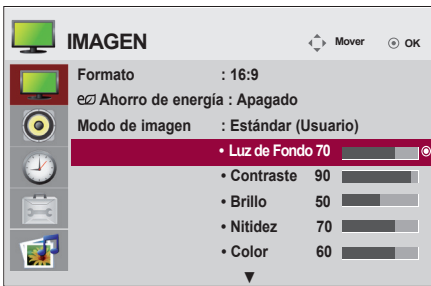 IMAGEN Mover OK
Formato : 16:9
Ahorro de energía : Apagado
Modo de imagen : Estándar (Usuario)
• Luz de Fondo 70
• Contraste 90
• Brillo 50
• Nitidez 70
• Color 60